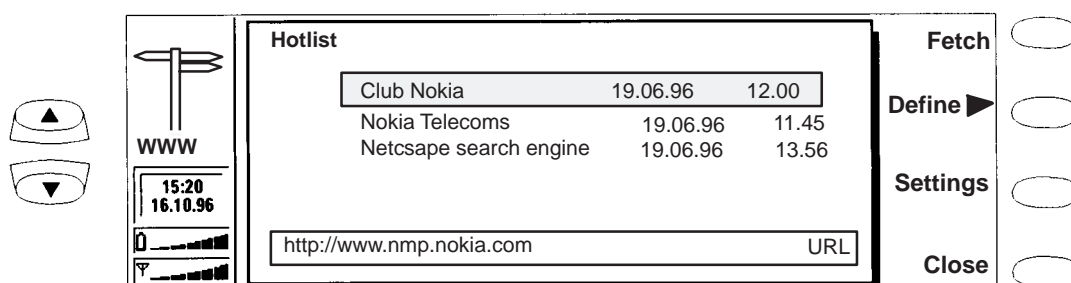 Hotlist
Club Nokia 19.06.96 12.00
Nokia Telecoms 19.06.96 11.45
Netcsape search engine 19.06.96 13.56
http://www.nmp.nokia.com URL
WWW
15:20
16.10.96
Fetch
Define
Settings
Close